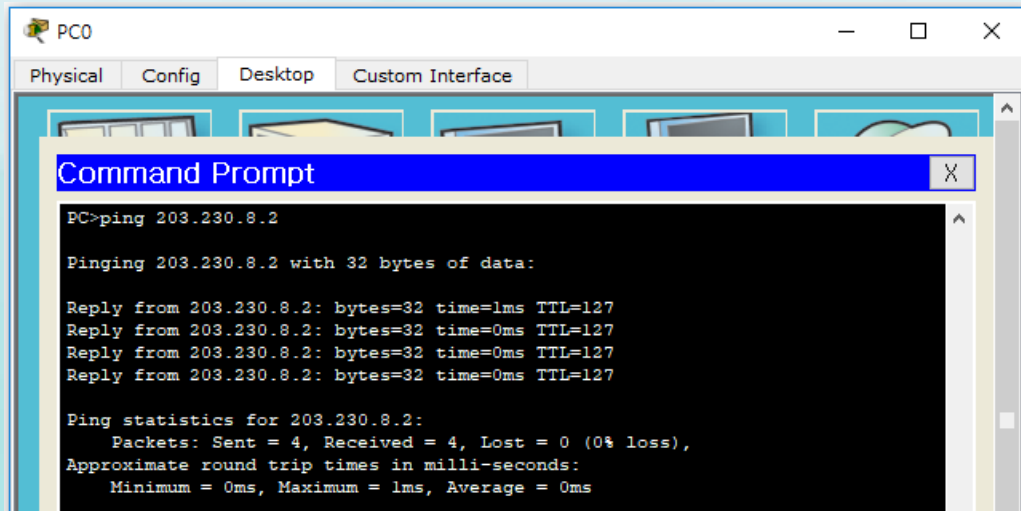 PC0
Physical Config Desktop Custom Interface
Command Prompt
X
PC>ping 203.230.8.2
Pinging 203.230.8.2 with 32 bytes of data:
Reply from 203.230.8.2: bytes=32 time=1ms TTL=127
Reply from 203.230.8.2: bytes=32 time=0ms TTL=127
Reply from 203.230.8.2: bytes=32 time=0ms TTL=127
Reply from 203.230.8.2: bytes=32 time=0ms TTL=127
Ping statistics for 203.230.8.2:
Packets: Sent = 4, Received = 4, Lost = 0 (0% loss),
Approximate round trip times in milli-seconds:
Minimum = 0ms, Maximum = 1ms, Average = 0ms